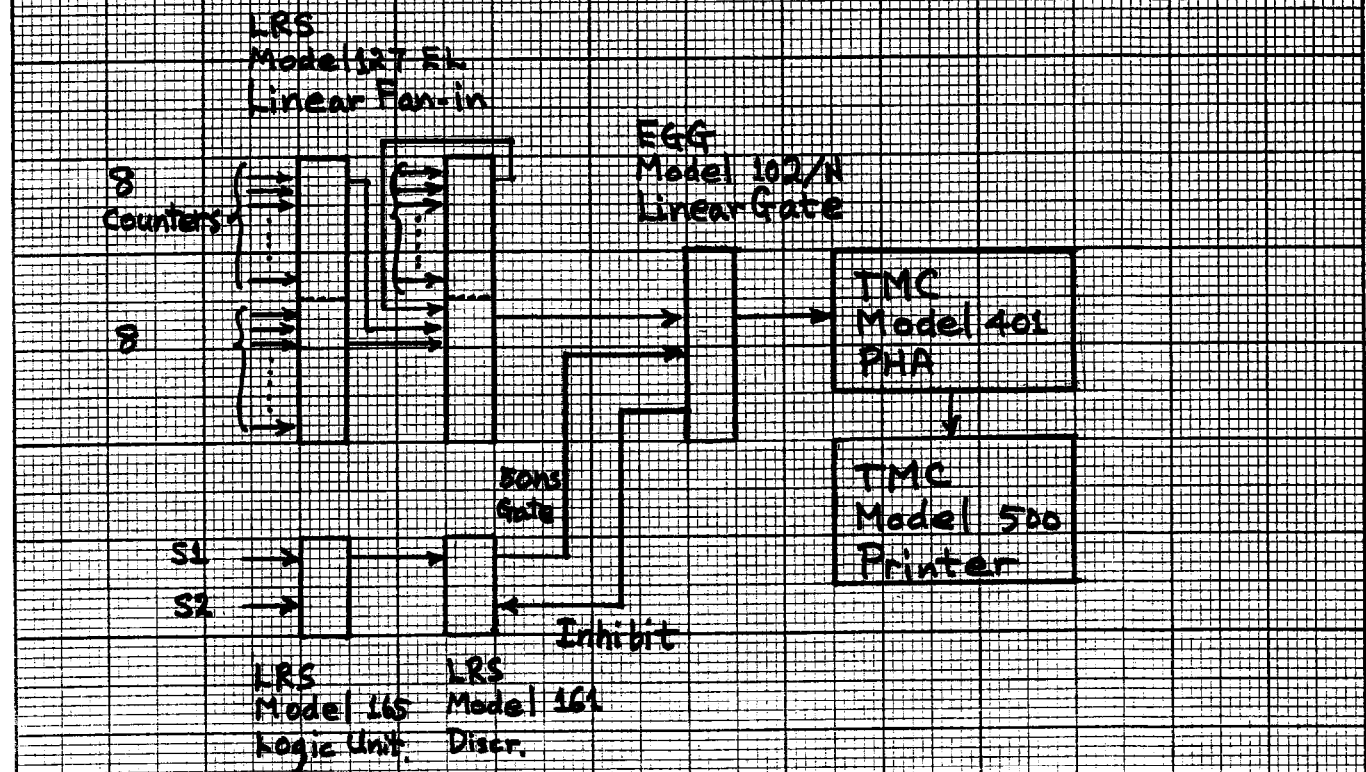 LRS
Model 127 EL
Linear Fan-in
EGG
Model 102/N
Linear Gate
8
Counters
8
TMC
Model 401
PHA
TMC
Model 500
Printer
50ns
Gate
S1
S2
Inhibit
LRS
Model 165
Logic Unit.
LRS
Model 161
Discr.